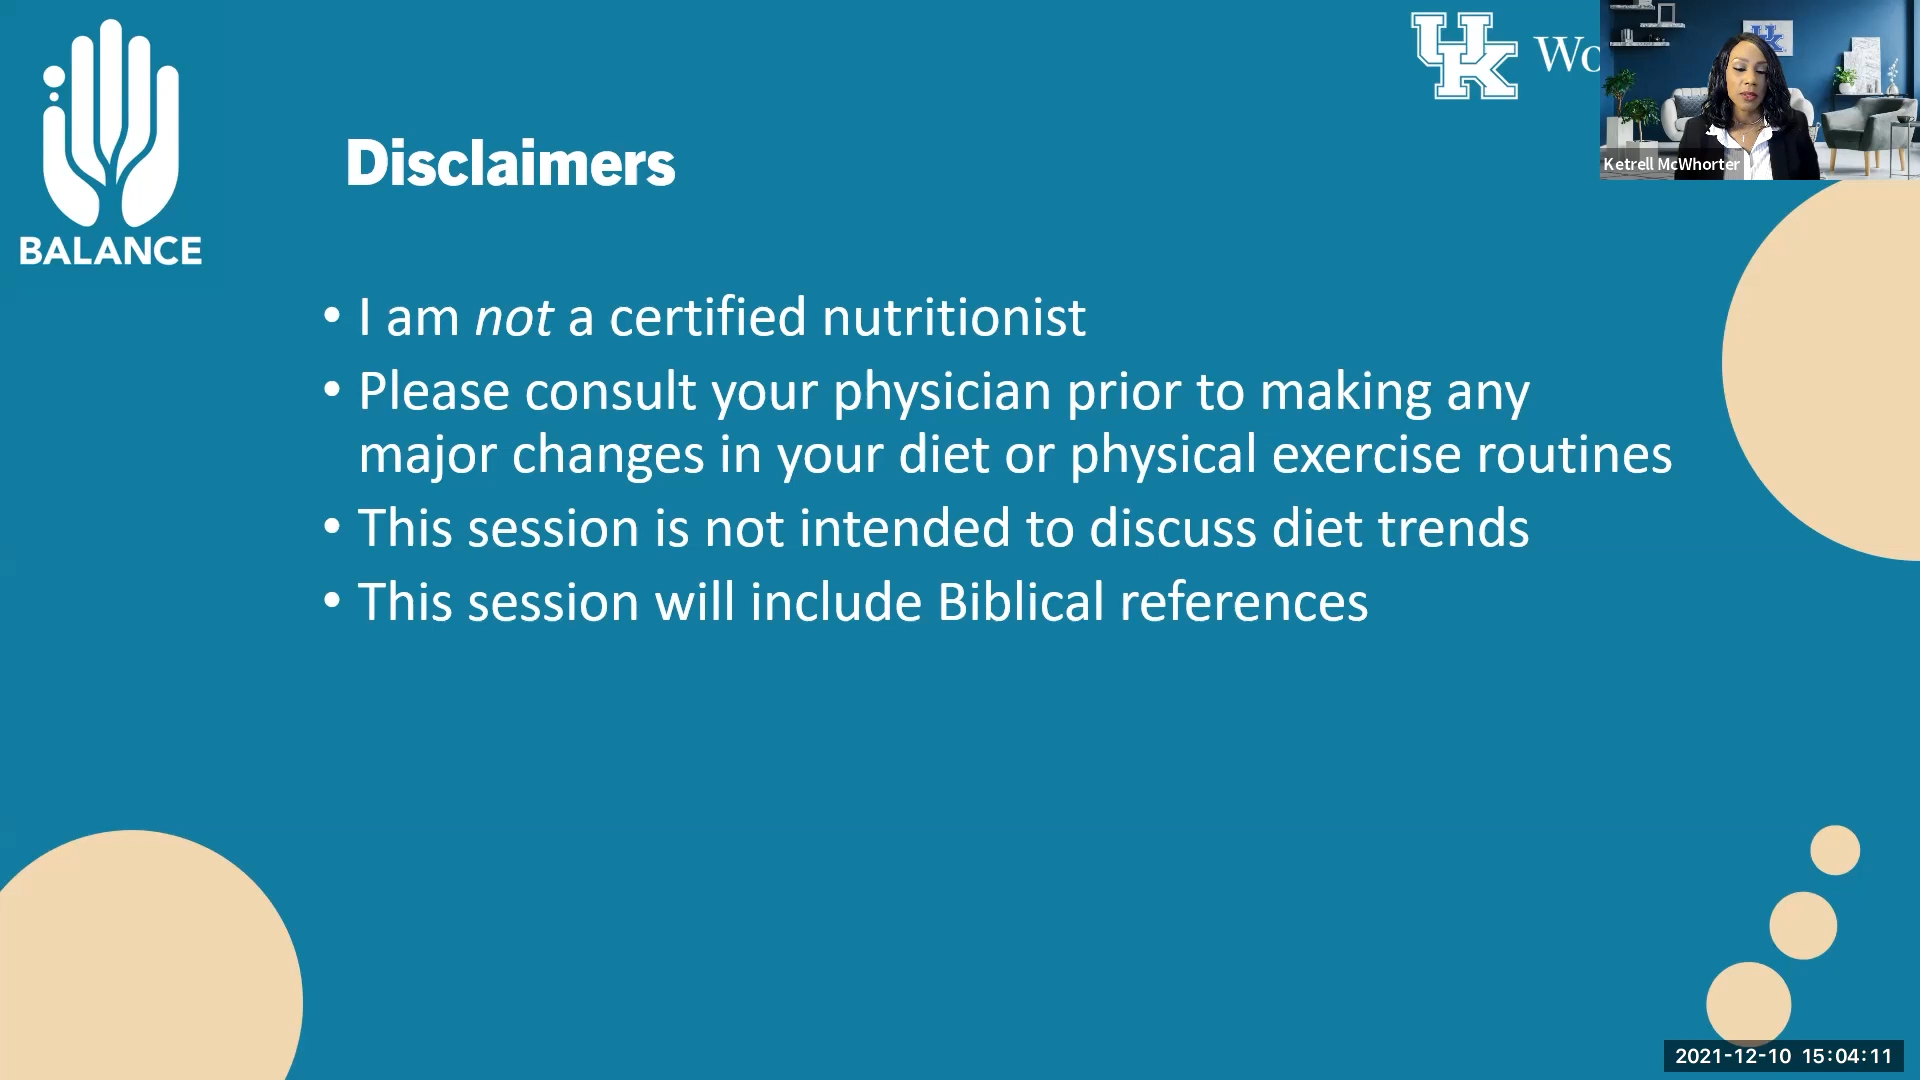 UK Wo
Ketrell McWhorter
BALANCE
Disclaimers
• I am not a certified nutritionist
• Please consult your physician prior to making any
major changes in your diet or physical exercise routines
• This session is not intended to discuss diet trends
• This session will include Biblical references
2021-12-10 15:04:11